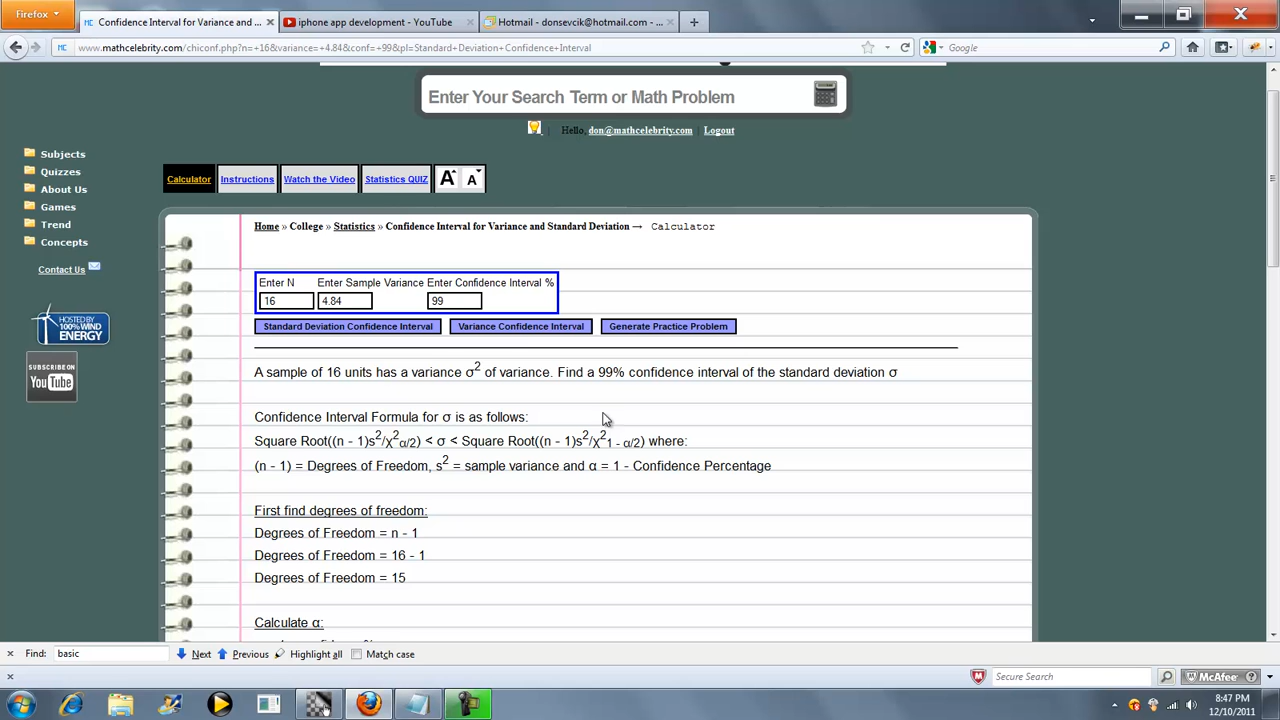 Firefox
Confidence Interval for Variance and ...
iphone app development - YouTube
Hotmail - donsevcik@hotmail.com - ...
www.mathcelebrity.com/chiconf.php?n=+16&variance=+4.84&conf=+99&pl=Standard+Deviation+Confidence+Interval
Google
Enter Your Search Term or Math Problem
Hello, don@mathcelebrity.com | Logout
Subjects
Quizzes
About Us
Games
Trend
Concepts
Contact Us
HOSTED BY
100% WIND
ENERGY
SUBSCRIBE ON
YouTube
Calculator
Instructions
Watch the Video
Statistics QUIZ
A A
Home » College » Statistics » Confidence Interval for Variance and Standard Deviation → Calculator
Enter N Enter Sample Variance Enter Confidence Interval %
16 4.84 99
Standard Deviation Confidence Interval
Variance Confidence Interval
Generate Practice Problem
A sample of 16 units has a variance σ² of variance. Find a 99% confidence interval of the standard deviation σ
Confidence Interval Formula for σ is as follows:
Square Root((n - 1)s²/χ²α/2) < σ < Square Root((n - 1)s²/χ²1 - α/2) where:
(n - 1) = Degrees of Freedom, s² = sample variance and α = 1 - Confidence Percentage
First find degrees of freedom:
Degrees of Freedom = n - 1
Degrees of Freedom = 16 - 1
Degrees of Freedom = 15
Calculate α:
Find: basic Next Previous Highlight all Match case
Secure Search
McAfee
8:47 PM
12/10/2011